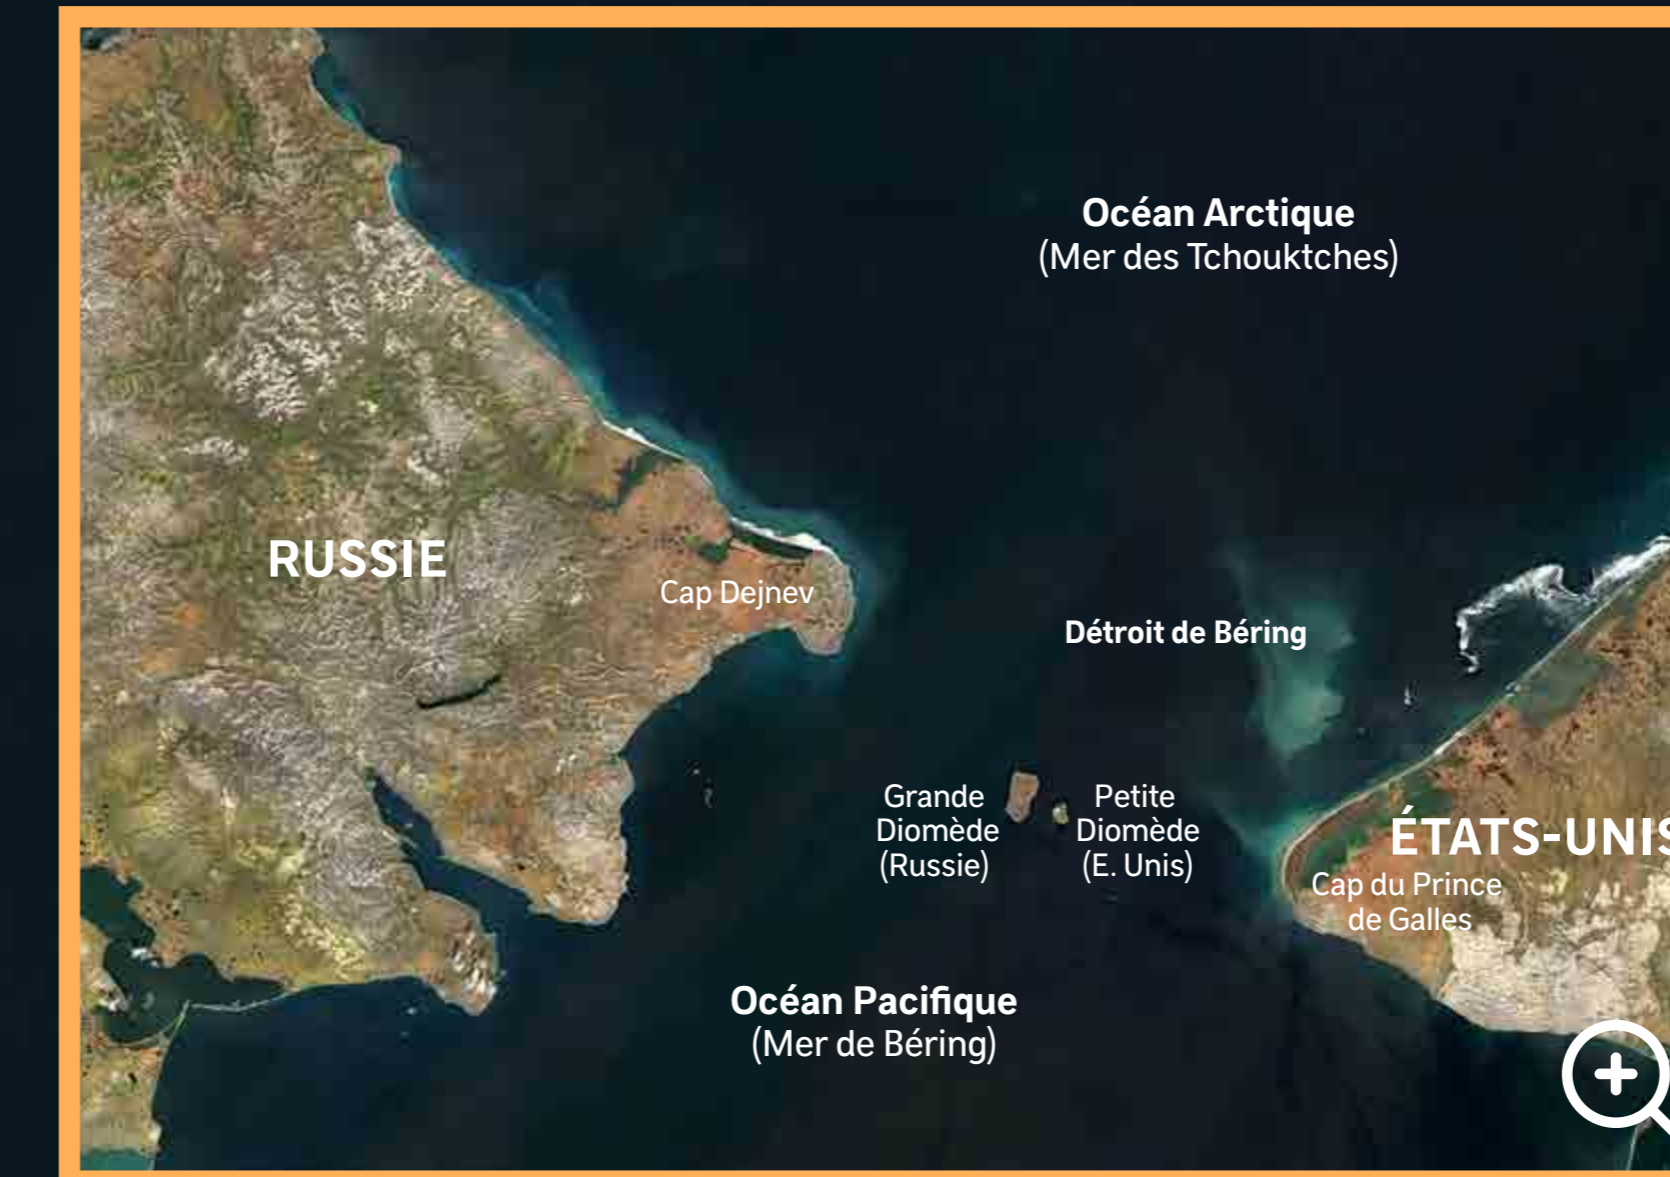 Océan Arctique
(Mer des Tchouktches)
RUSSIE
Cap Dejnev
Détroit de Béring
Grande
Diomède
(Russie)
Petite
Diomède
(E. Unis)
ÉTATS-UNIS
Cap du Prince
de Galles
Océan Pacifique
(Mer de Béring)